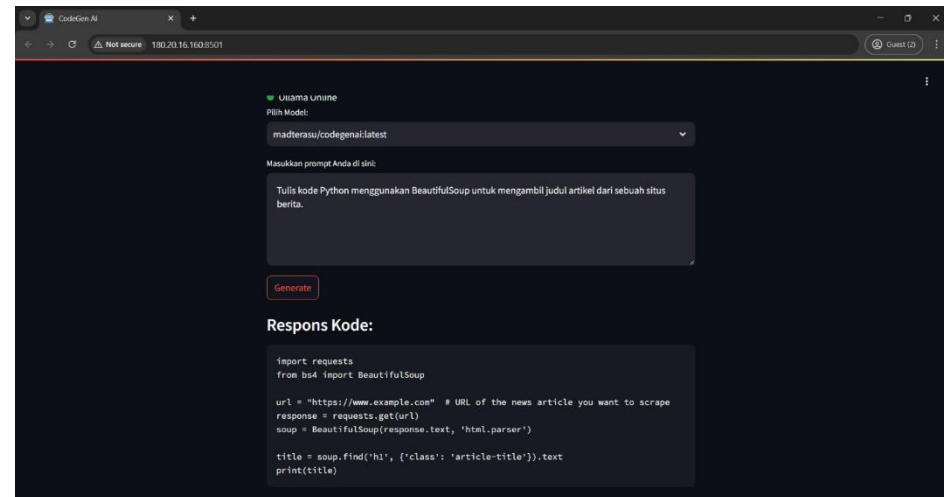 CodeGen AI
Not secure 180.20.16.160:8501
Guest (2)
Ollama Online
Pilih Model:
madterasu/codegenai:latest
Masukkan prompt Anda di sini:
Tulis kode Python menggunakan BeautifulSoup untuk mengambil judul artikel dari sebuah situs
berita.
Generate
Respons Kode:
import requests
from bs4 import BeautifulSoup
url = "https://www.example.com"  # URL of the news article you want to scrape
response = requests.get(url)
soup = BeautifulSoup(response.text, 'html.parser')
title = soup.find('h1', {'class': 'article-title'}).text
print(title)